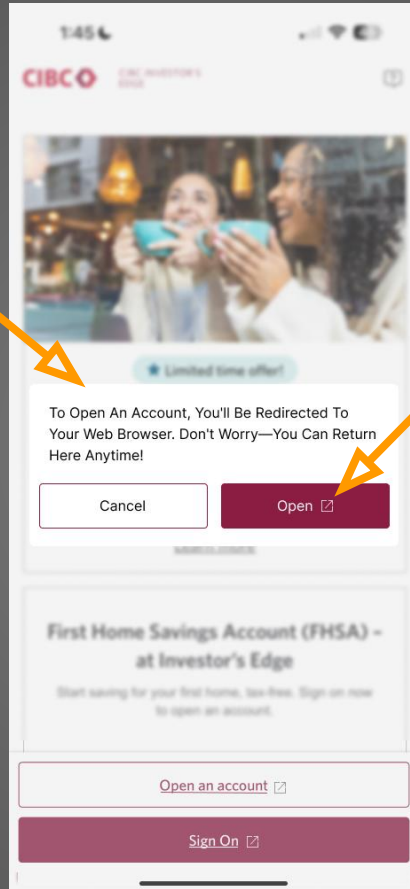 1:45
CIBC
CIBC INVESTOR'S
EDGE
Limited time offer!
To Open An Account, You'll Be Redirected To
Your Web Browser. Don't Worry—You Can Return
Here Anytime!
Cancel
Open
Learn more
First Home Savings Account (FHSA) –
at Investor's Edge
Start saving for your first home, tax-free. Sign on now
to open an account.
Open an account
Sign On